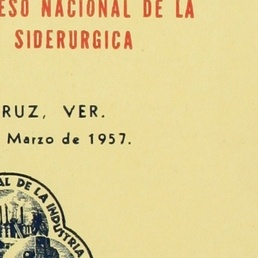 ESO NACIONAL DE LA
SIDERURGICA
RUZ, VER.
Marzo de 1957.
AL DE LA INDUSTRIA